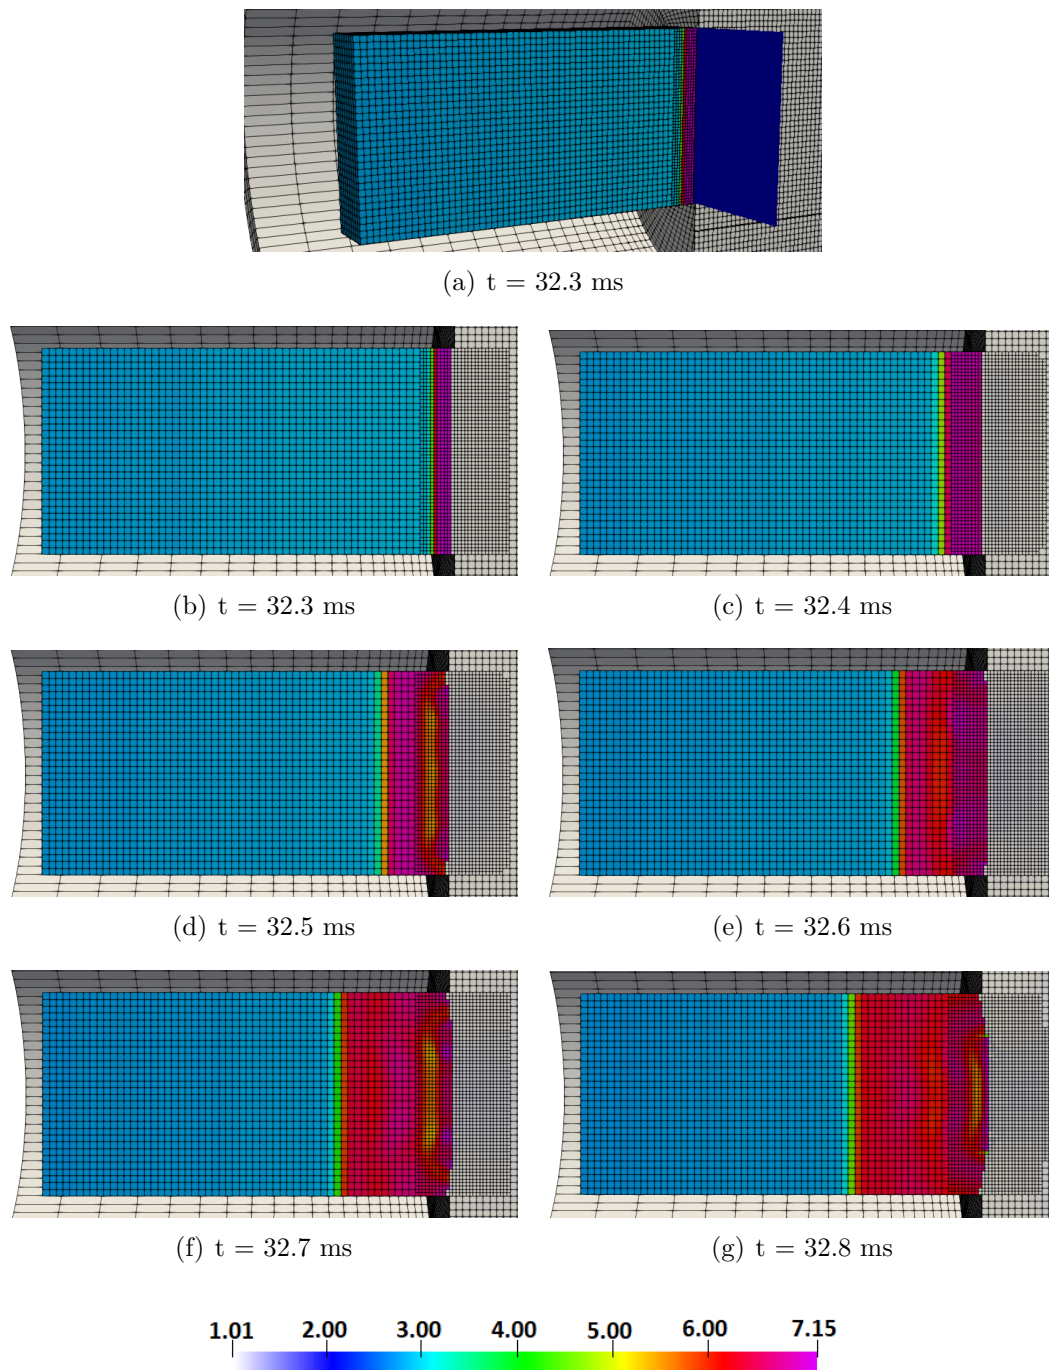 (a) t = 32.3 ms
(b) t = 32.3 ms
(c) t = 32.4 ms
(d) t = 32.5 ms
(e) t = 32.6 ms
(f) t = 32.7 ms
(g) t = 32.8 ms
1.01 2.00 3.00 4.00 5.00 6.00 7.15